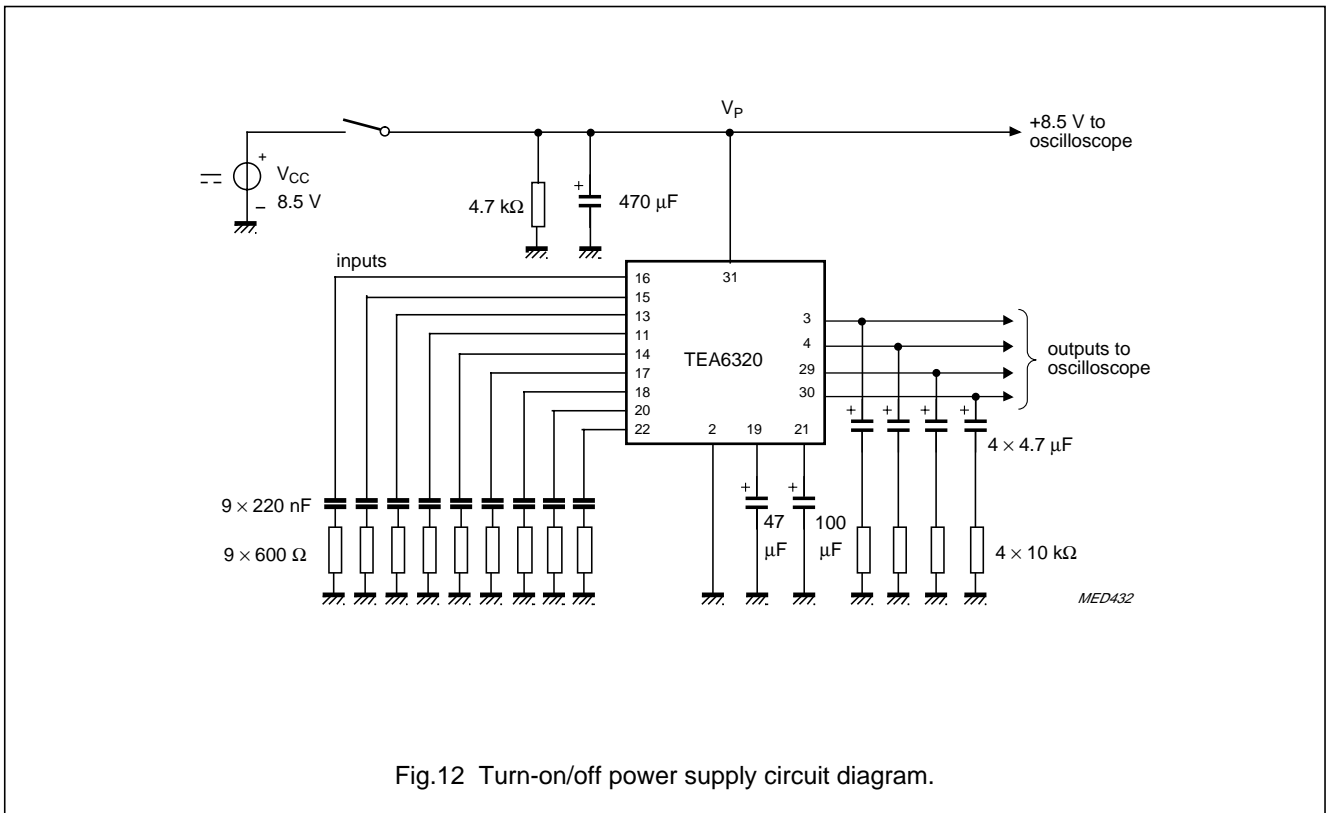 V_P
+8.5 V to
oscilloscope
+
V_CC
−
8.5 V
4.7 kΩ
+
470 μF
inputs
16
31
15
13
11
14
17
18
20
22
TEA6320
3
4
29
30
outputs to
oscilloscope
2
19
21
+
+
+
+
4 × 4.7 μF
9 × 220 nF
+
47
μF
+
100
μF
9 × 600 Ω
4 × 10 kΩ
MED432
Fig.12 Turn-on/off power supply circuit diagram.